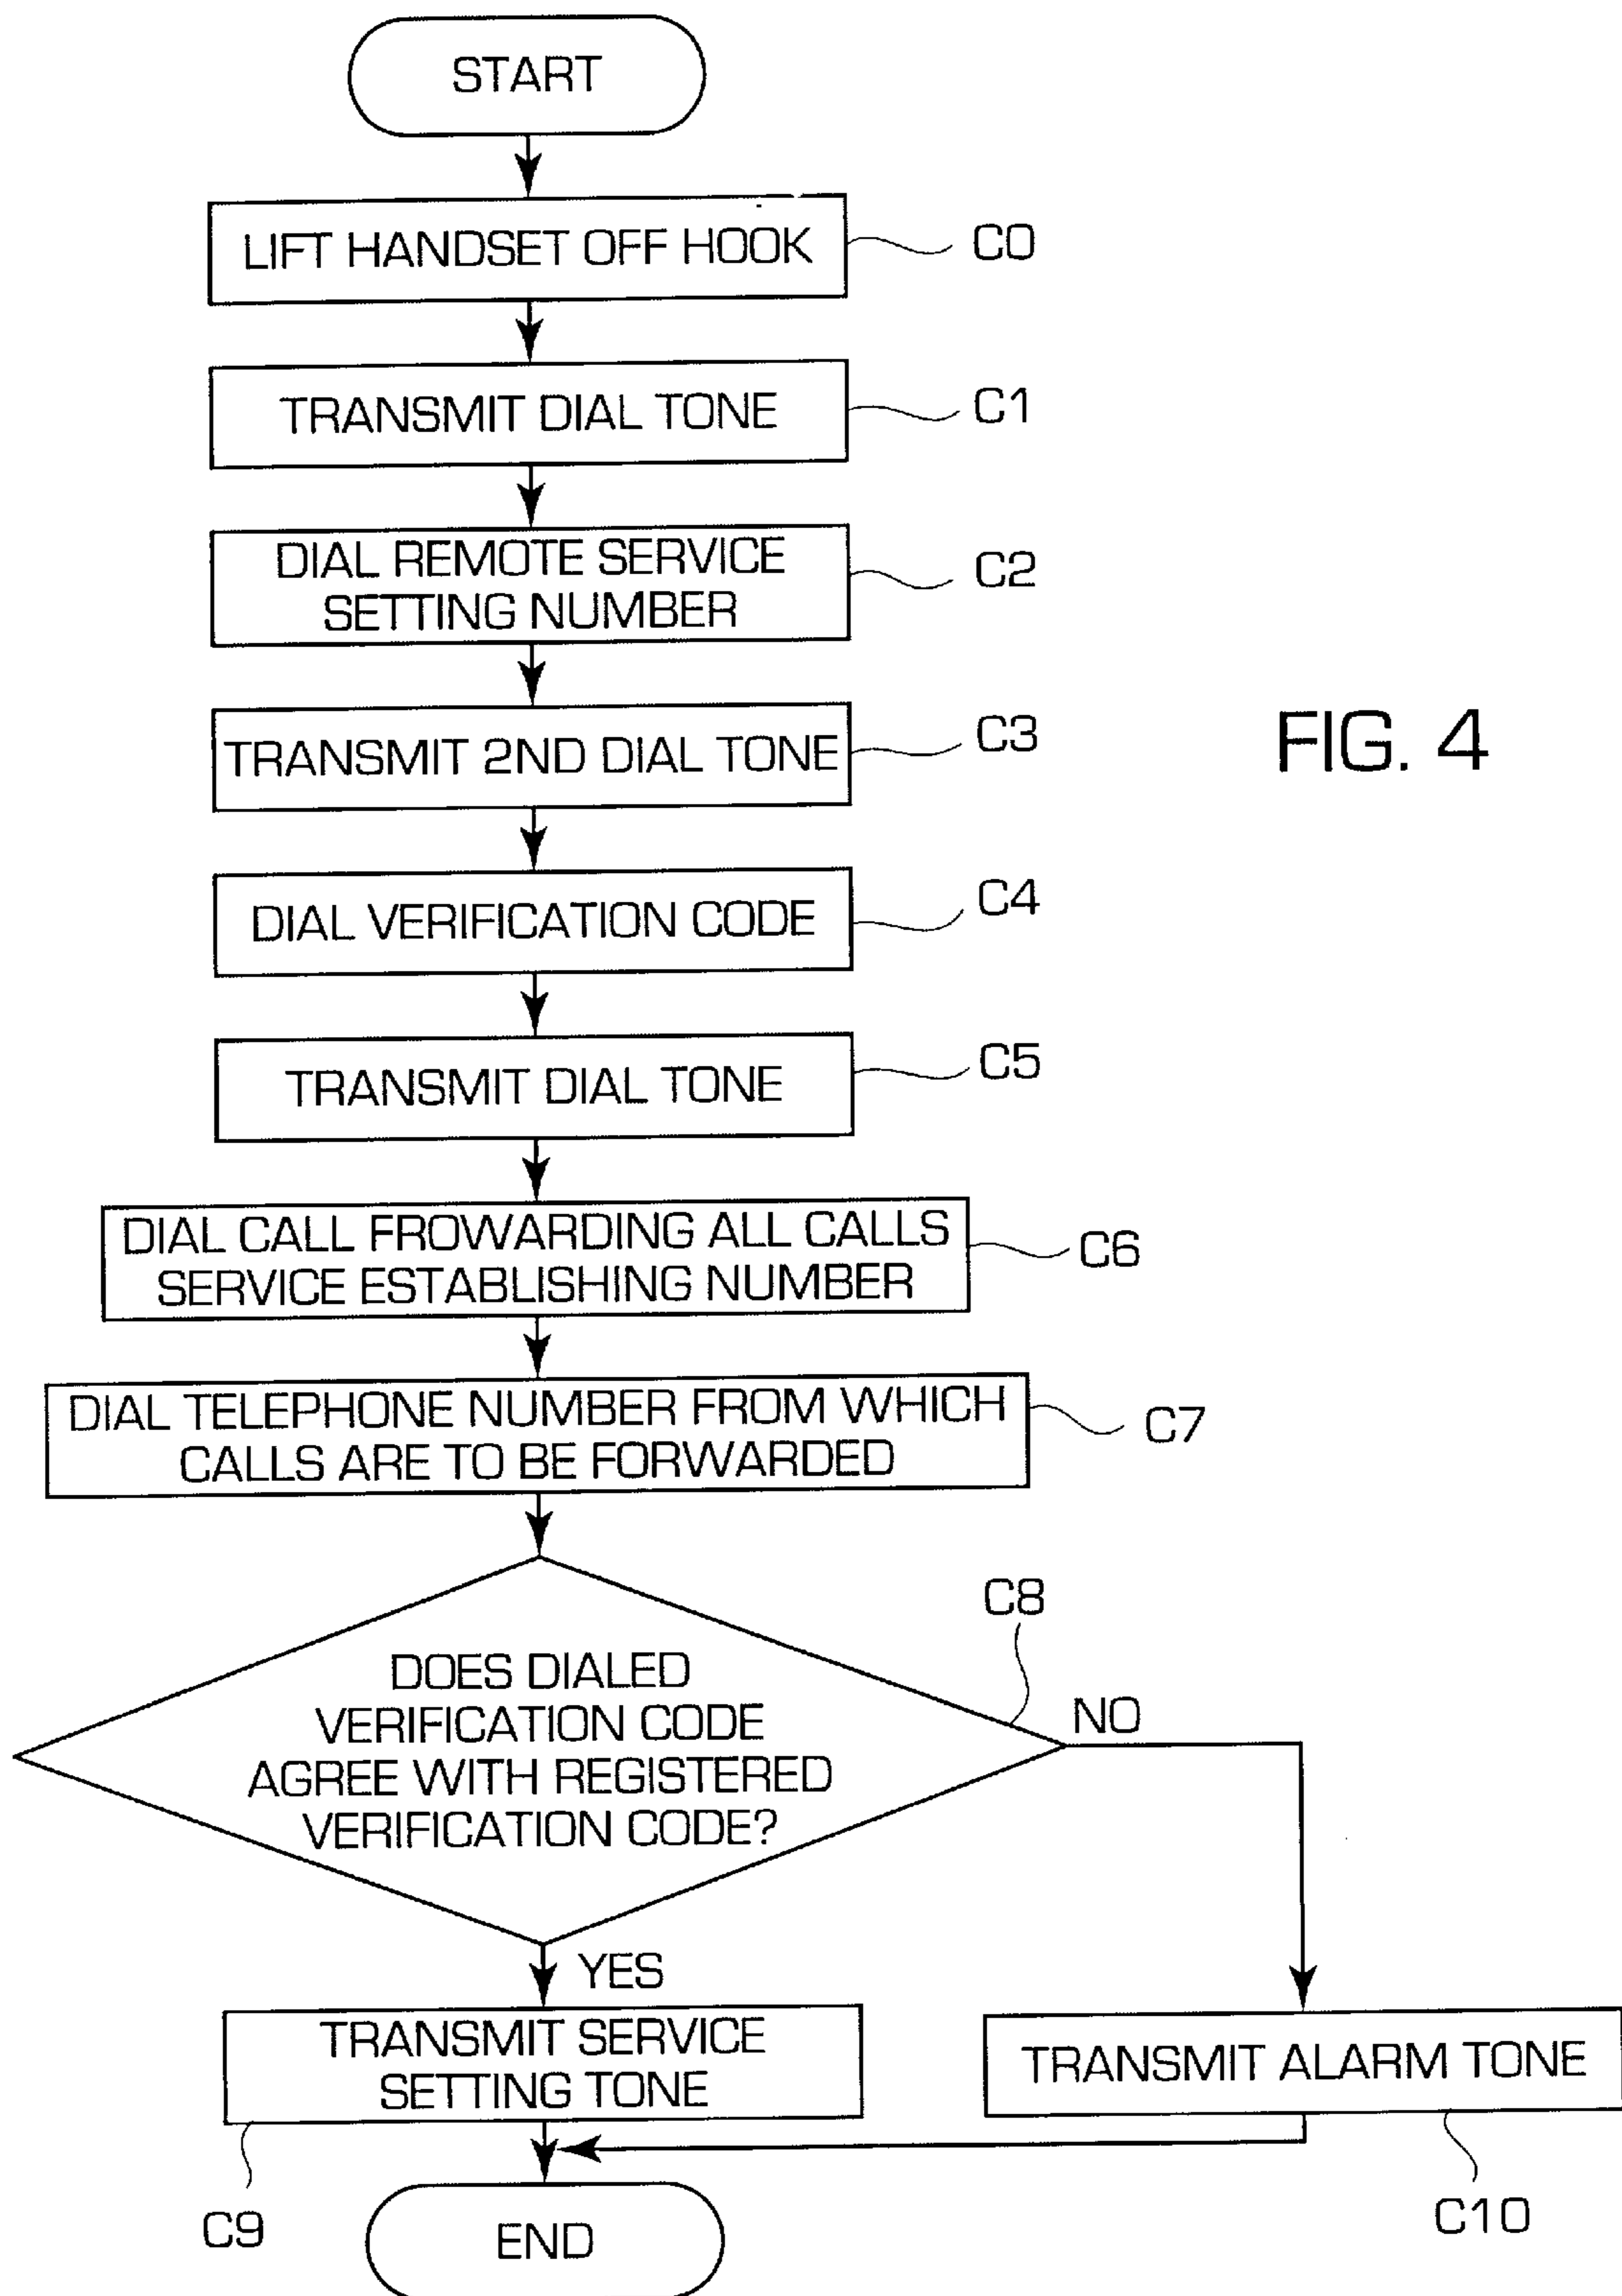 START
LIFT HANDSET OFF HOOK
C0
TRANSMIT DIAL TONE
C1
DIAL REMOTE SERVICE
SETTING NUMBER
C2
TRANSMIT 2ND DIAL TONE
C3
FIG. 4
DIAL VERIFICATION CODE
C4
TRANSMIT DIAL TONE
C5
DIAL CALL FROWARDING ALL CALLS
SERVICE ESTABLISHING NUMBER
C6
DIAL TELEPHONE NUMBER FROM WHICH
CALLS ARE TO BE FORWARDED
C7
C8
DOES DIALED
VERIFICATION CODE
AGREE WITH REGISTERED
VERIFICATION CODE?
NO
YES
TRANSMIT SERVICE
SETTING TONE
TRANSMIT ALARM TONE
C9
C10
END